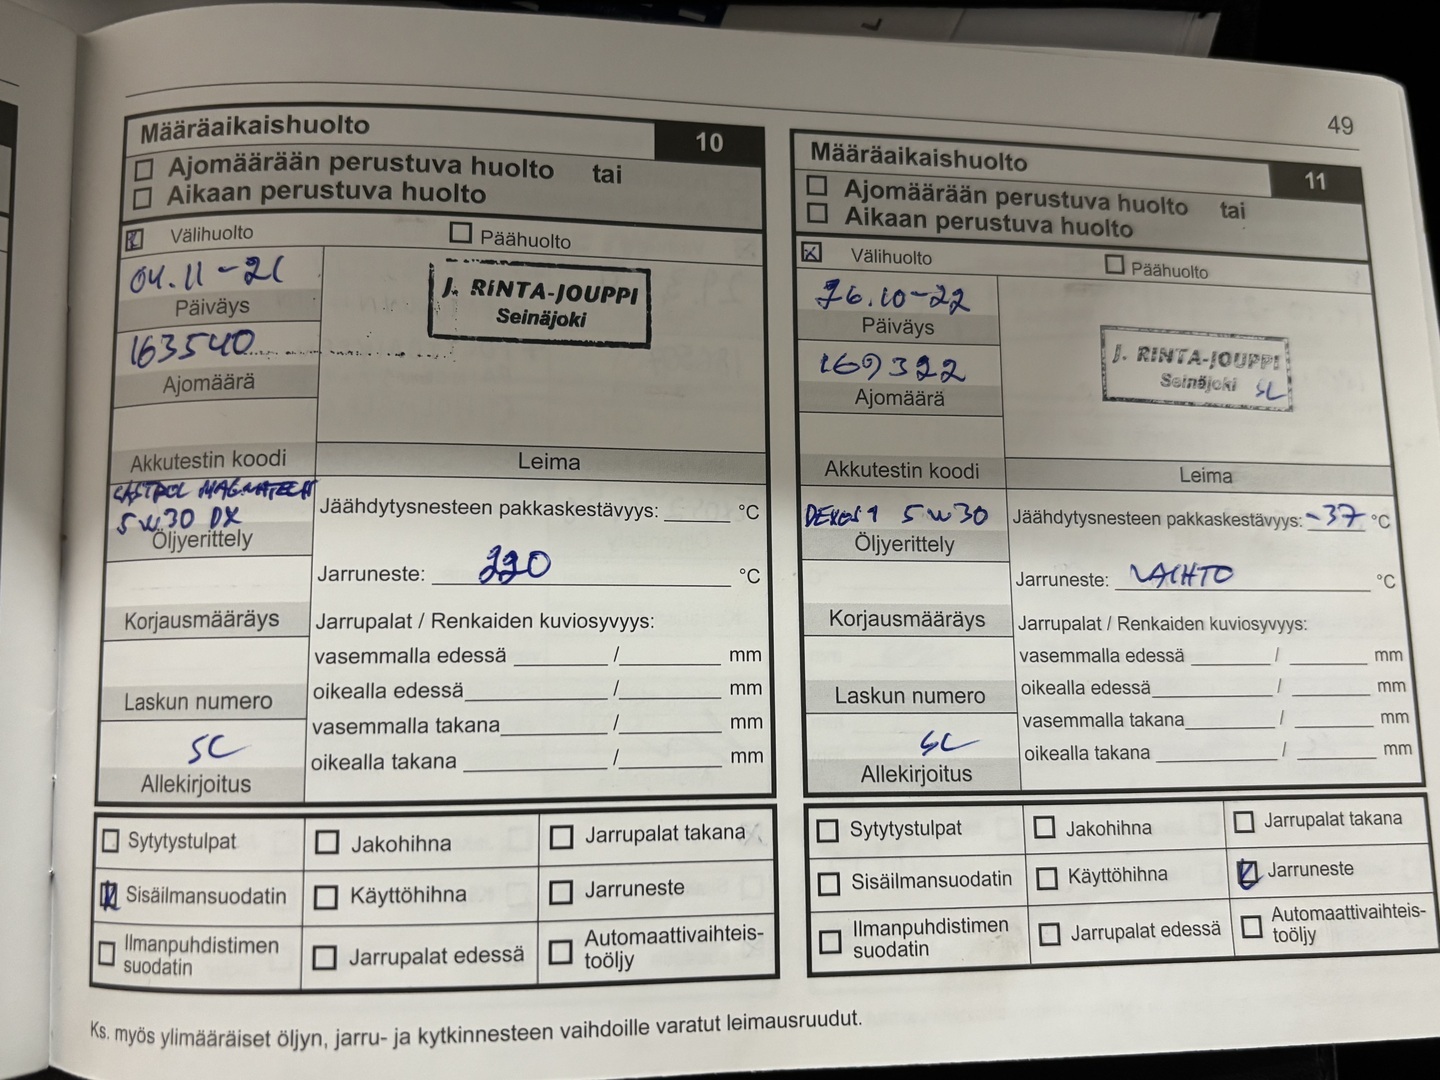 49
Määräaikaishuolto 10
Ajomäärään perustuva huolto tai
Aikaan perustuva huolto
Välihuolto Päähuolto
04.11-21
Päiväys
163540
Ajomäärä
J. RINTA-JOUPPI
Seinäjoki
Akkutestin koodi
Leima
CASTROL MAGNATECH
5W30 DX
Öljyerittely
Jäähdytysnesteen pakkaskestävyys: °C
Jarruneste: 220 °C
Korjausmääräys
Jarrupalat / Renkaiden kuviosyvyys:
vasemmalla edessä / mm
oikealla edessä / mm
vasemmalla takana / mm
oikealla takana / mm
Laskun numero
SC
Allekirjoitus
Sytytystulpat Jakohihna Jarrupalat takana
Sisäilmansuodatin Käyttöhihna Jarruneste
Ilmanpuhdistimen
suodatin
Jarrupalat edessä
Automaattivaihteis-
toöljy
Määräaikaishuolto 11
Ajomäärään perustuva huolto tai
Aikaan perustuva huolto
Välihuolto Päähuolto
26.10-22
Päiväys
169322
Ajomäärä
J. RINTA-JOUPPI
Seinäjoki SC
Akkutestin koodi
Leima
DEXOS 1 5W30
Öljyerittely
Jäähdytysnesteen pakkaskestävyys: -37 °C
Jarruneste: VAIHTO °C
Korjausmääräys
Jarrupalat / Renkaiden kuviosyvyys:
vasemmalla edessä / mm
oikealla edessä / mm
vasemmalla takana / mm
oikealla takana / mm
Laskun numero
SC
Allekirjoitus
Sytytystulpat Jakohihna Jarrupalat takana
Sisäilmansuodatin Käyttöhihna Jarruneste
Ilmanpuhdistimen
suodatin
Jarrupalat edessä
Automaattivaihteis-
toöljy
Ks. myös ylimääräiset öljyn, jarru- ja kytkinnesteen vaihdoille varatut leimausruudut.